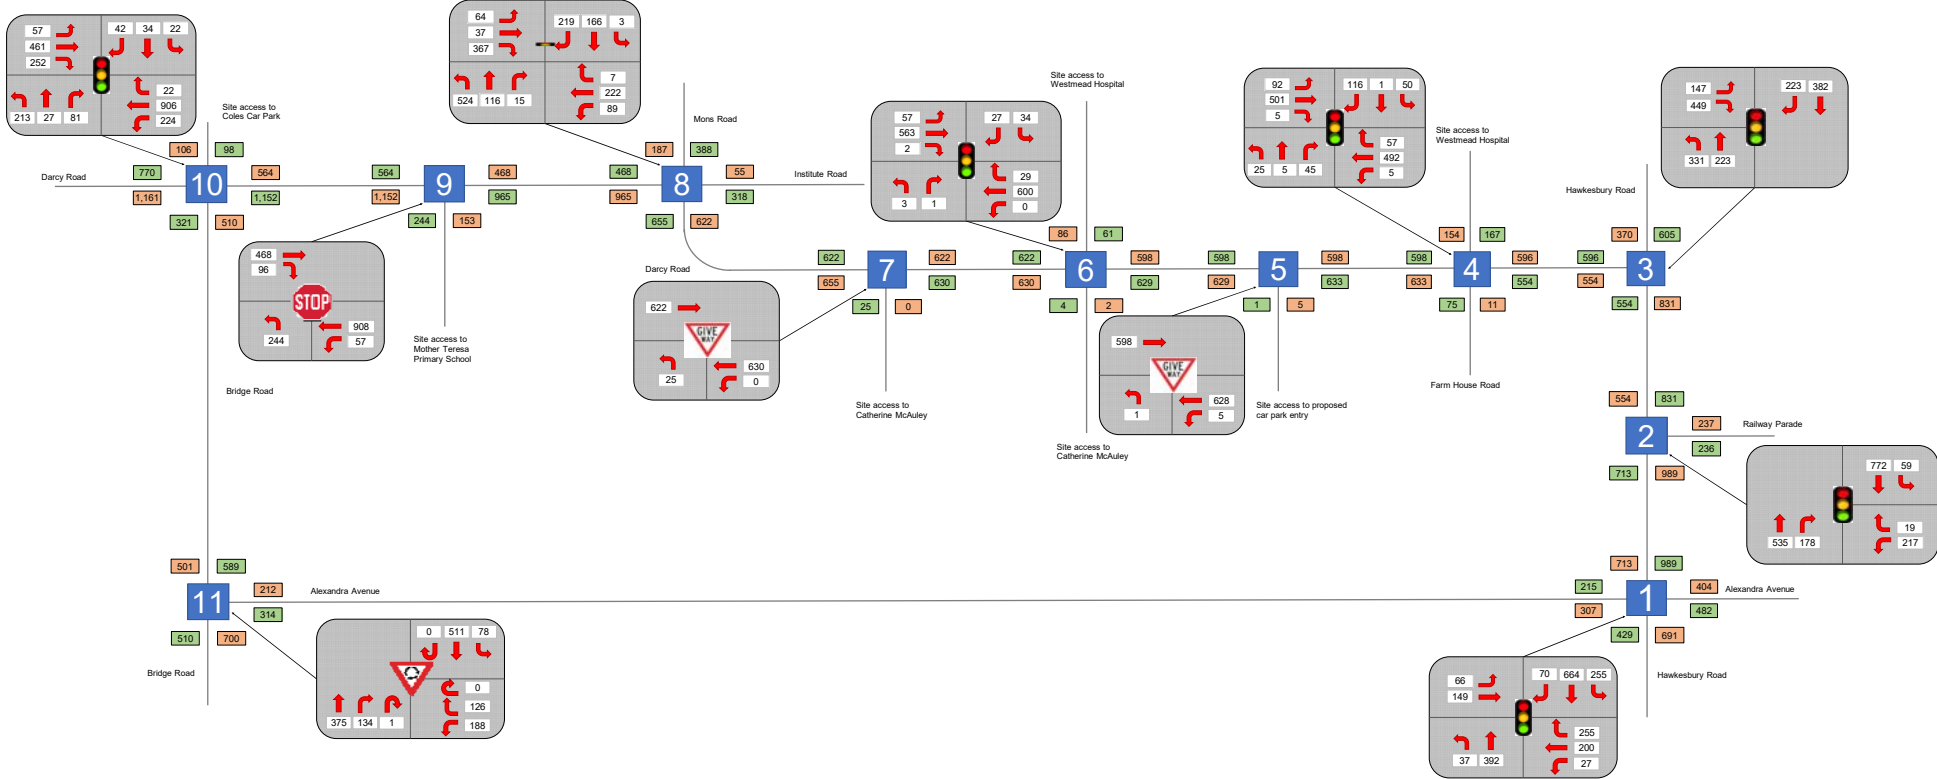 57
461
252
42 34 22
22
906
224
213 27 81
Site access to
Coles Car Park
106 98
770 564
Darcy Road
10
1,161 1,152
321 510
64
37
367
219 166 3
7
222
89
524 116 15
Mons Road
187 388
564 468
9
1,152 965
244 153
468 55
8
Institute Road
965 318
655 622
468
96
STOP
244
908
57
Site access to
Mother Teresa
Primary School
Bridge Road
Site access to
Westmead Hospital
57
563
2
27 34
29
600
0
3 1
86 61
622 622
Darcy Road
7
655 630
25 0
622
GIVE
WAY
25
630
0
Site access to
Catherine McAuley
622 598
6
630 629
4 2
Site access to
Catherine McAuley
598 598
5
629 633
1 5
598
GIVE
WAY
1
628
5
Site access to proposed
car park entry
92
501
5
116 1 50
57
492
5
25 5 45
Site access to
Westmead Hospital
154 167
598 596
4
633 554
75 11
Farm House Road
147
449
223 382
331 223
Hawkesbury Road
370 605
596
3
554
554 831
554 831
237
Railway Parade
2
236
713 989
772 59
19
217
535 178
501 589
212
Alexandra Avenue
11
314
510 700
Bridge Road
0 511 78
0
126
188
375 134 1
713 989
215 404
Alexandra Avenue
1
307 482
429 691
Hawkesbury Road
66
149
70 664 255
255
200
27
37 392